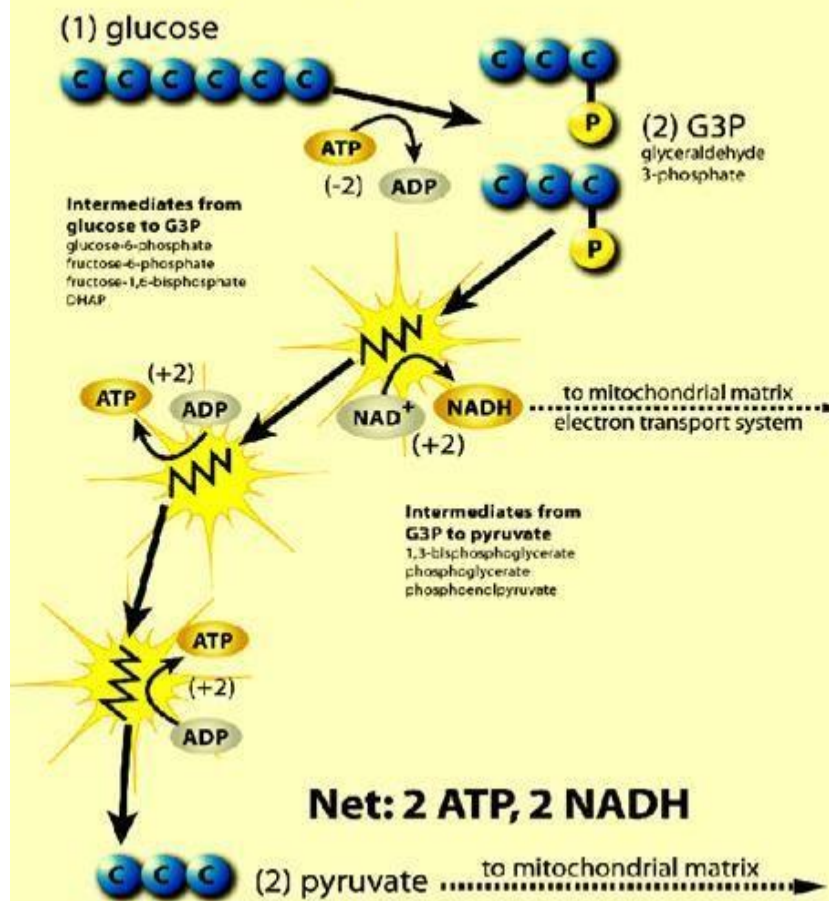 (1) glucose
C C C C C C
C C C
P
(2) G3P
glyceraldehyde
3-phosphate
ATP
(-2)
ADP
C C C
P
Intermediates from
glucose to G3P
glucose-6-phosphate
fructose-6-phosphate
fructose-1,6-bisphosphate
DHAP
(+2)
ATP
ADP
NAD+
NADH
(+2)
to mitochondrial matrix
electron transport system
Intermediates from
G3P to pyruvate
1,3-bisphosphoglycerate
phosphoglycerate
phosphoenolpyruvate
ATP
(+2)
ADP
Net: 2 ATP, 2 NADH
C C C
(2) pyruvate
to mitochondrial matrix